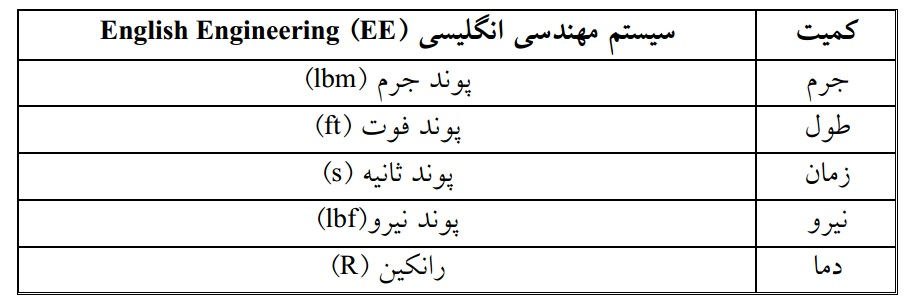 کمیت سیستم مهندسی انگلیسی English Engineering (EE)
جرم پوند جرم (lbm)
طول پوند فوت (ft)
زمان پوند ثانیه (s)
نیرو پوند نیرو(lbf)
دما رانکین (R)